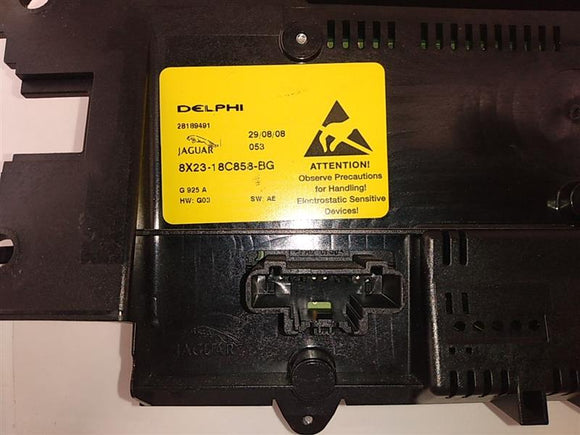 DELPHI
28189491
29/08/08
JAGUAR
053
8X23-18C858-BG
G 925 A
HW: G03
SW: AE
ATTENTION!
Observe Precautions
for Handling!
Electrostatic Sensitive
Devices!
JAGUAR